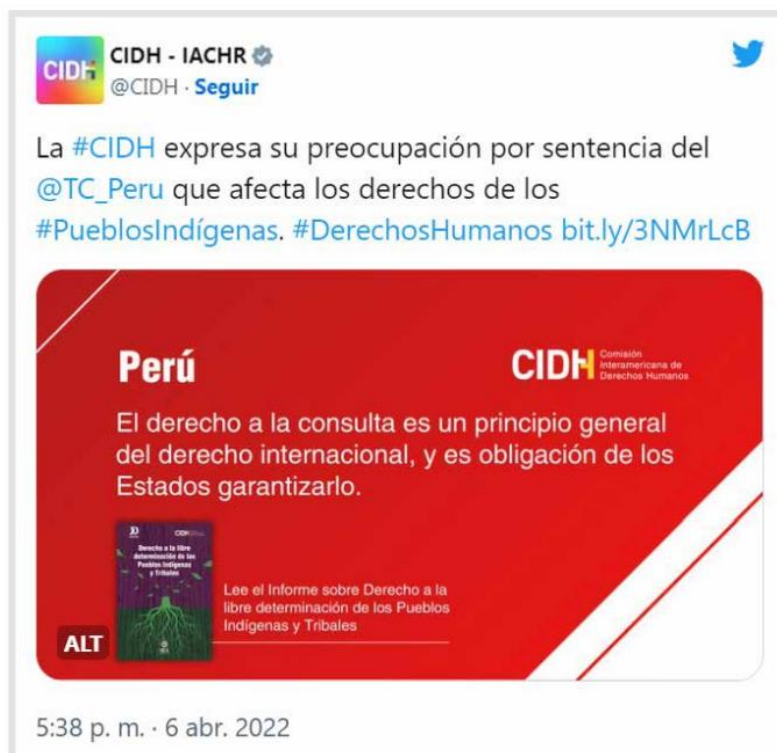 CIDH
CIDH - IACHR
@CIDH · Seguir
La #CIDH expresa su preocupación por sentencia del
@TC_Peru que afecta los derechos de los
#PueblosIndígenas. #DerechosHumanos bit.ly/3NMrLcB
Perú
CIDH
Comisión
Interamericana de
Derechos Humanos
El derecho a la consulta es un principio general
del derecho internacional, y es obligación de los
Estados garantizarlo.
CIDH
Derecho a la libre
determinación de los
Pueblos Indígenas
y Tribales
Lee el Informe sobre Derecho a la
libre determinación de los Pueblos
Indígenas y Tribales
ALT
5:38 p. m. · 6 abr. 2022